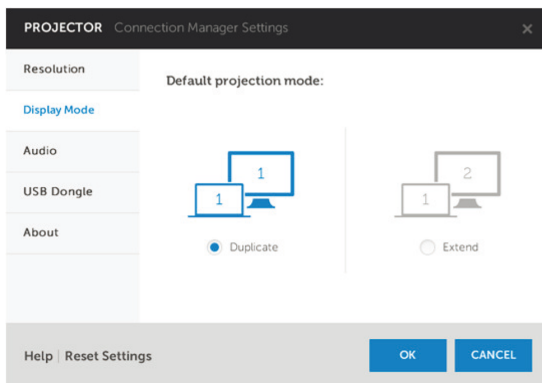 PROJECTOR Connection Manager Settings
Resolution
Display Mode
Audio
USB Dongle
About
Default projection mode:
1
1
Duplicate
2
1
Extend
Help | Reset Settings
OK
CANCEL